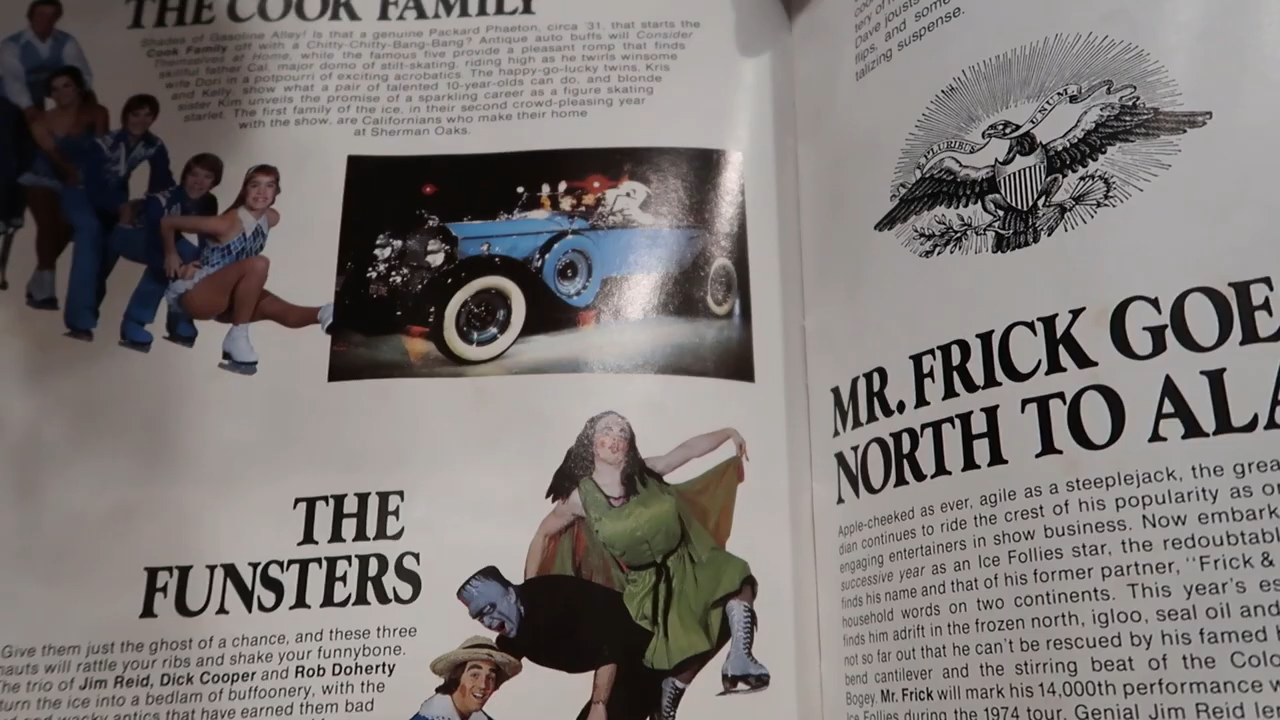 THE COOK FAMILY
Shades of Gasoline Alley! Is that a genuine Packard Phaeton, circa '31, that starts the
Cook Family off with a Chitty-Chitty-Bang-Bang? Antique auto buffs will Consider
Themselves at Home, while the famous five provide a pleasant romp that finds
skillful father Cal, major domo of stilt-skating, riding high as he twirls winsome
wife Dori in a potpourri of exciting acrobatics. The happy-go-lucky twins, Kris
and Kelly, show what a pair of talented 10-year-olds can do, and blonde
sister Kim unveils the promise of a sparkling career as a figure skating
starlet. The first family of the ice, in their second crowd-pleasing year
with the show, are Californians who make their home
at Sherman Oaks.
THE
FUNSTERS
Give them just the ghost of a chance, and these three
nauts will rattle your ribs and shake your funnybone.
The trio of Jim Reid, Dick Cooper and Rob Doherty
turn the ice into a bedlam of buffoonery, with the
and wacky antics that have earned them bad
tery of
Dave jousts
flips, and some
talizing suspense.
PLURIBUS UNUM
MR. FRICK GOE
NORTH TO ALA
Apple-cheeked as ever, agile as a steeplejack, the grea
dian continues to ride the crest of his popularity as on
engaging entertainers in show business. Now embark
successive year as an Ice Follies star, the redoubtabl
finds his name and that of his former partner, "Frick &
household words on two continents. This year's es
finds him adrift in the frozen north, igloo, seal oil and
not so far out that he can't be rescued by his famed
bend cantilever and the stirring beat of the Colo
Bogey. Mr. Frick will mark his 14,000th performance w
Ice Follies during the 1974 tour. Genial Jim Reid le